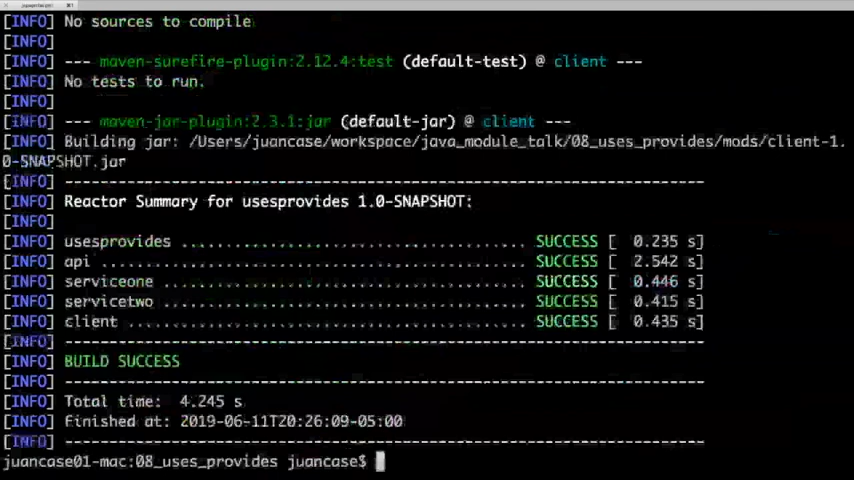 [INFO] No sources to compile
[INFO]
[INFO] --- maven-surefire-plugin:2.12.4:test (default-test) @ client ---
[INFO] No tests to run.
[INFO]
[INFO] --- maven-jar-plugin:2.3.1:jar (default-jar) @ client ---
[INFO] Building jar: /Users/juancase/workspace/java_module_talk/08_uses_provides/mods/client-1.
0-SNAPSHOT.jar
[INFO] ------------------------------------------------------------------------
[INFO] Reactor Summary for usesprovides 1.0-SNAPSHOT:
[INFO]
[INFO] usesprovides ....................................... SUCCESS [  0.235 s]
[INFO] api ................................................ SUCCESS [  2.542 s]
[INFO] serviceone ......................................... SUCCESS [  0.446 s]
[INFO] servicetwo ......................................... SUCCESS [  0.415 s]
[INFO] client ............................................. SUCCESS [  0.435 s]
[INFO] ------------------------------------------------------------------------
[INFO] BUILD SUCCESS
[INFO] ------------------------------------------------------------------------
[INFO] Total time:  4.245 s
[INFO] Finished at: 2019-06-11T20:26:09-05:00
[INFO] ------------------------------------------------------------------------
juancase01-mac:08_uses_provides juancase$